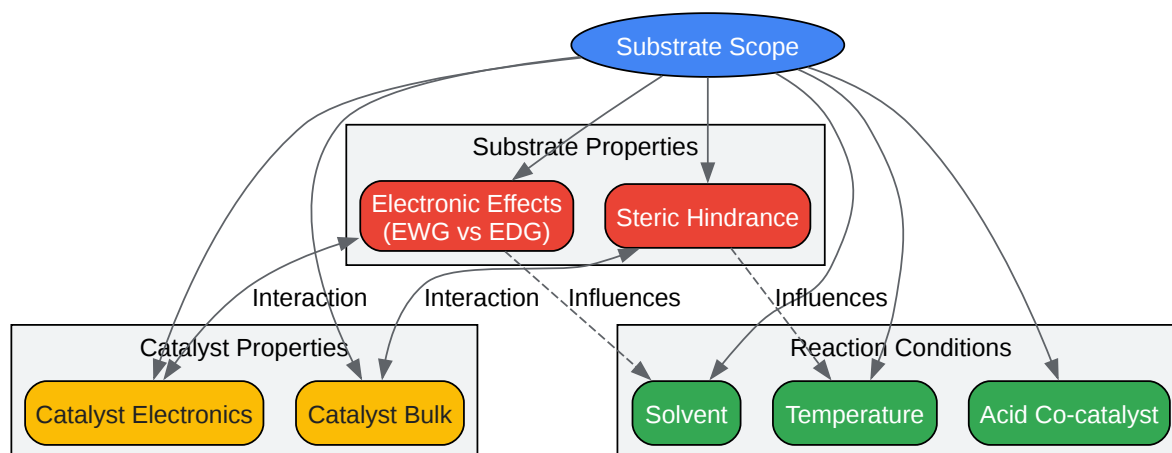 Substrate Scope
Substrate Properties
Electronic Effects
(EWG vs EDG)
Steric Hindrance
Interaction
Interaction
Influences
Influences
Catalyst Properties
Reaction Conditions
Catalyst Electronics
Catalyst Bulk
Solvent
Temperature
Acid Co-catalyst